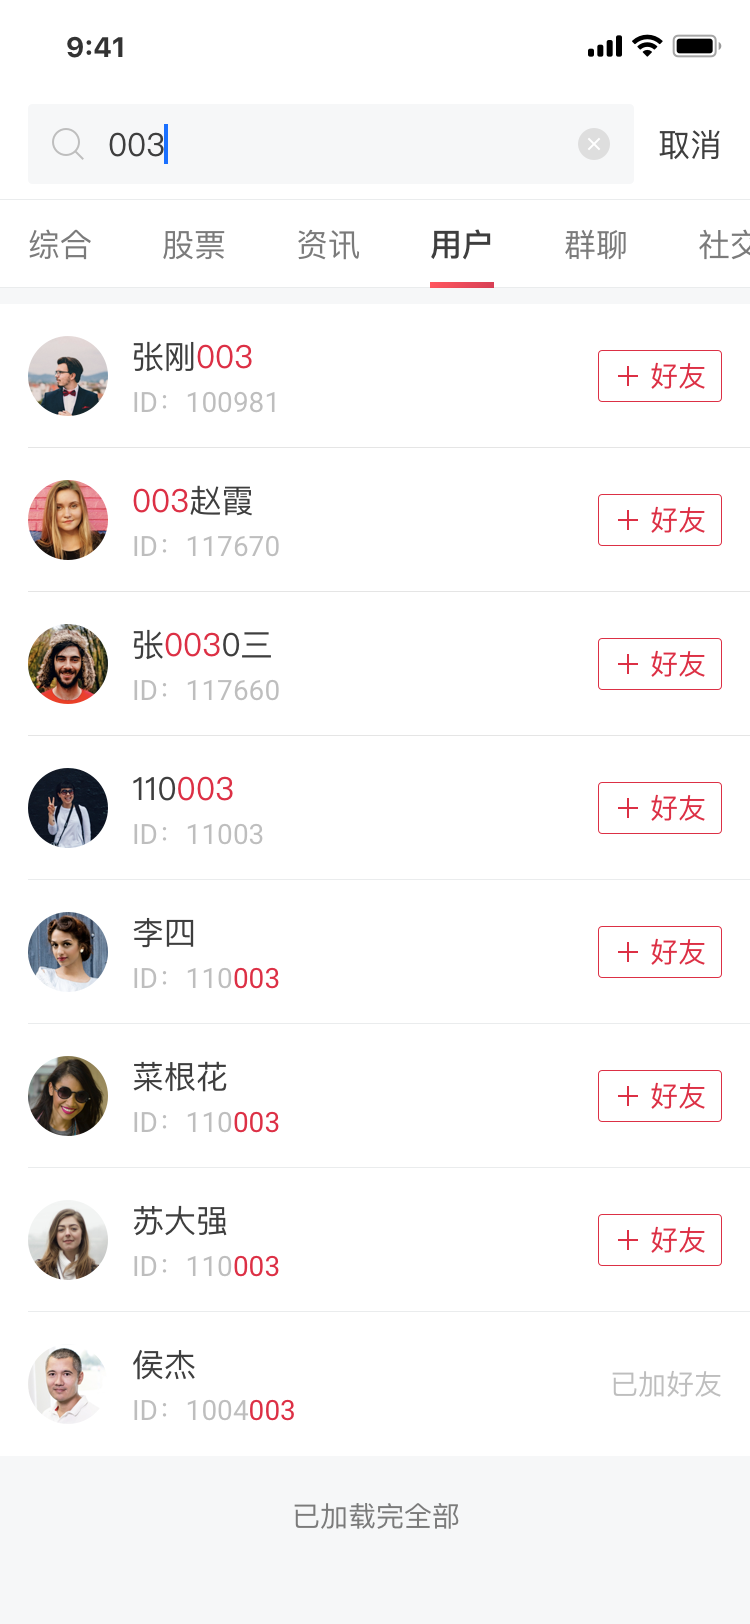 9:41
003
取消
综合 股票 资讯 用户 群聊 社交
张刚003
ID: 100981
+ 好友
003赵霞
ID: 117670
+ 好友
张0030三
ID: 117660
+ 好友
110003
ID: 11003
+ 好友
李四
ID: 110003
+ 好友
菜根花
ID: 110003
+ 好友
苏大强
ID: 110003
+ 好友
侯杰
ID: 1004003
已加好友
已加载完全部